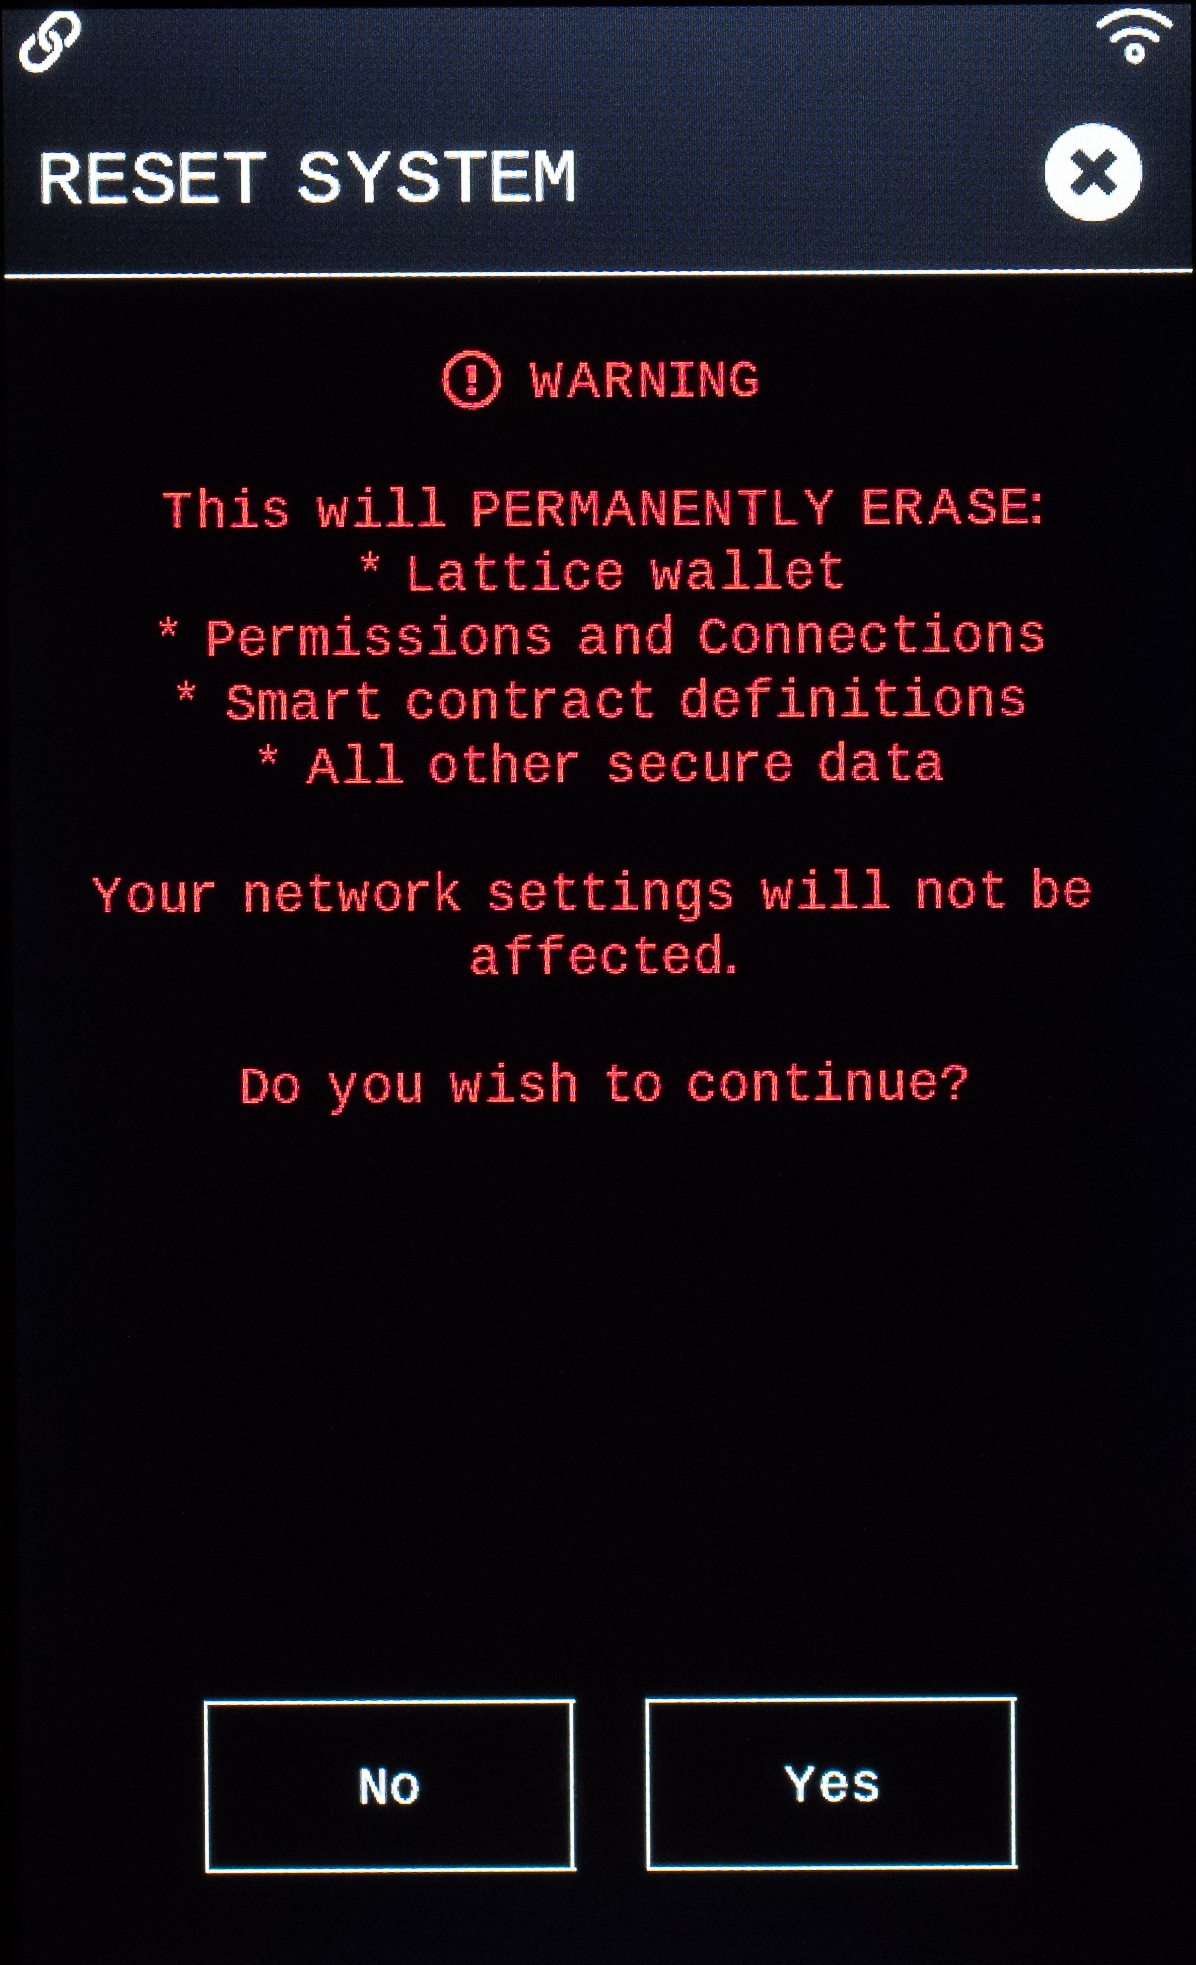 RESET SYSTEM
WARNING
This will PERMANENTLY ERASE:
* Lattice wallet
* Permissions and Connections
* Smart contract definitions
* All other secure data
Your network settings will not be
affected.
Do you wish to continue?
No Yes